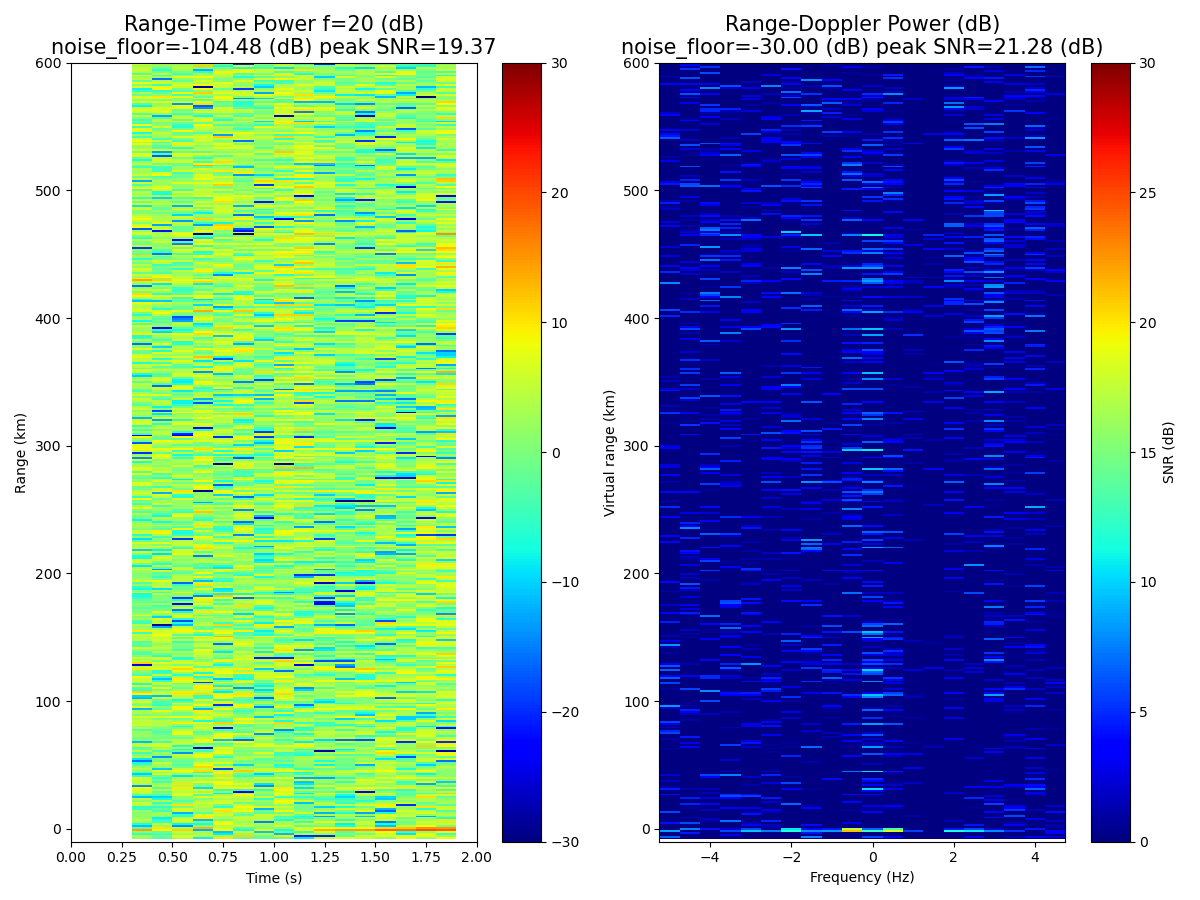 Range-Time Power f=20 (dB)
noise_floor=-104.48 (dB) peak SNR=19.37
Range-Doppler Power (dB)
noise_floor=-30.00 (dB) peak SNR=21.28 (dB)
600
500
400
300
200
100
0
Range (km)
0.00 0.25 0.50 0.75 1.00 1.25 1.50 1.75 2.00
Time (s)
30
20
10
0
−10
−20
−30
600
500
400
300
200
100
0
Virtual range (km)
−4 −2 0 2 4
Frequency (Hz)
30
25
20
15
10
5
0
SNR (dB)